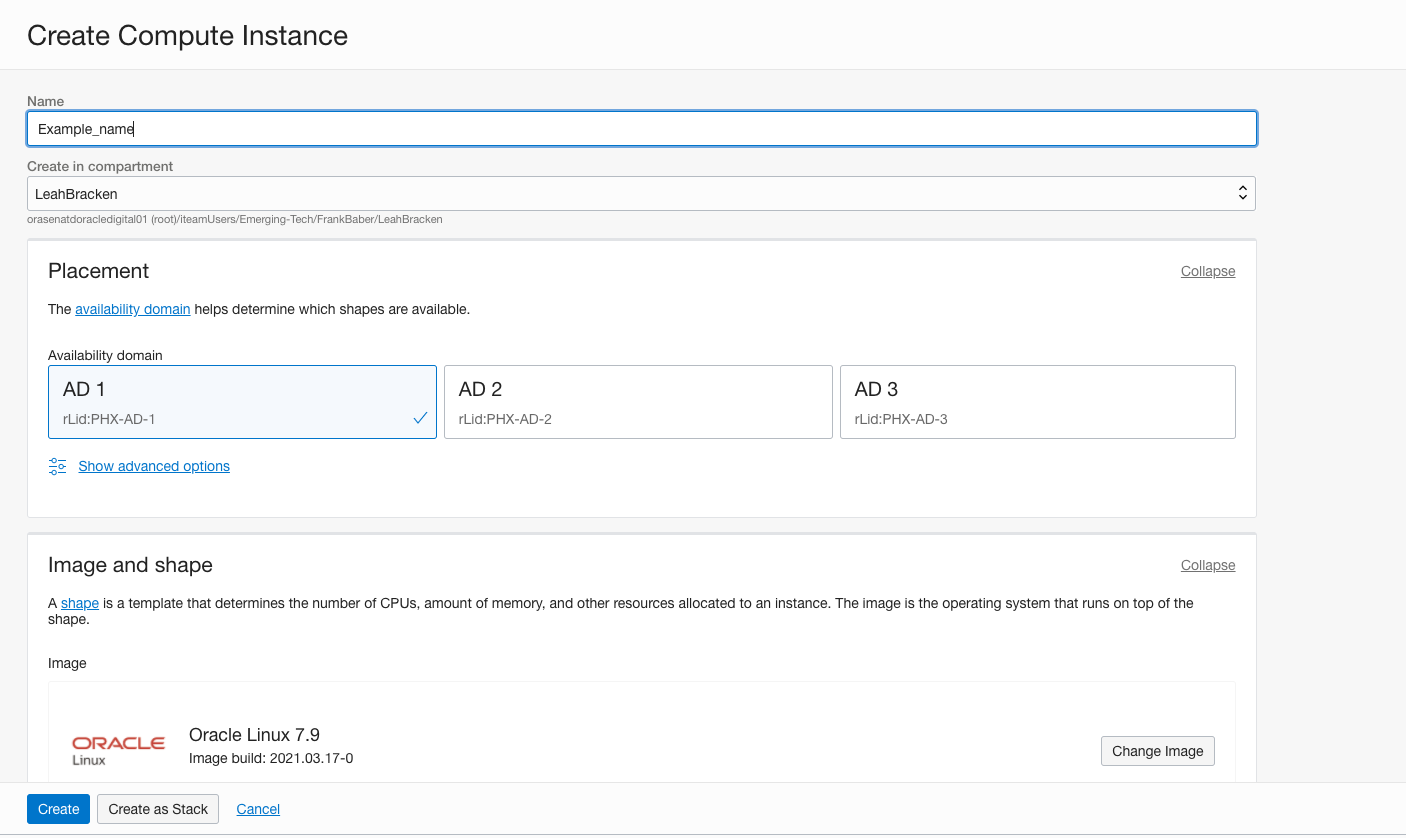 Create Compute Instance
Name
Example_name
Create in compartment
LeahBracken
orasenatdoracledigital01 (root)/iteamUsers/Emerging-Tech/FrankBaber/LeahBracken
Placement
Collapse
The availability domain helps determine which shapes are available.
Availability domain
AD 1
rLid:PHX-AD-1
AD 2
rLid:PHX-AD-2
AD 3
rLid:PHX-AD-3
Show advanced options
Image and shape
Collapse
A shape is a template that determines the number of CPUs, amount of memory, and other resources allocated to an instance. The image is the operating system that runs on top of the
shape.
Image
ORACLE
Linux
Oracle Linux 7.9
Image build: 2021.03.17-0
Change Image
Create
Create as Stack
Cancel